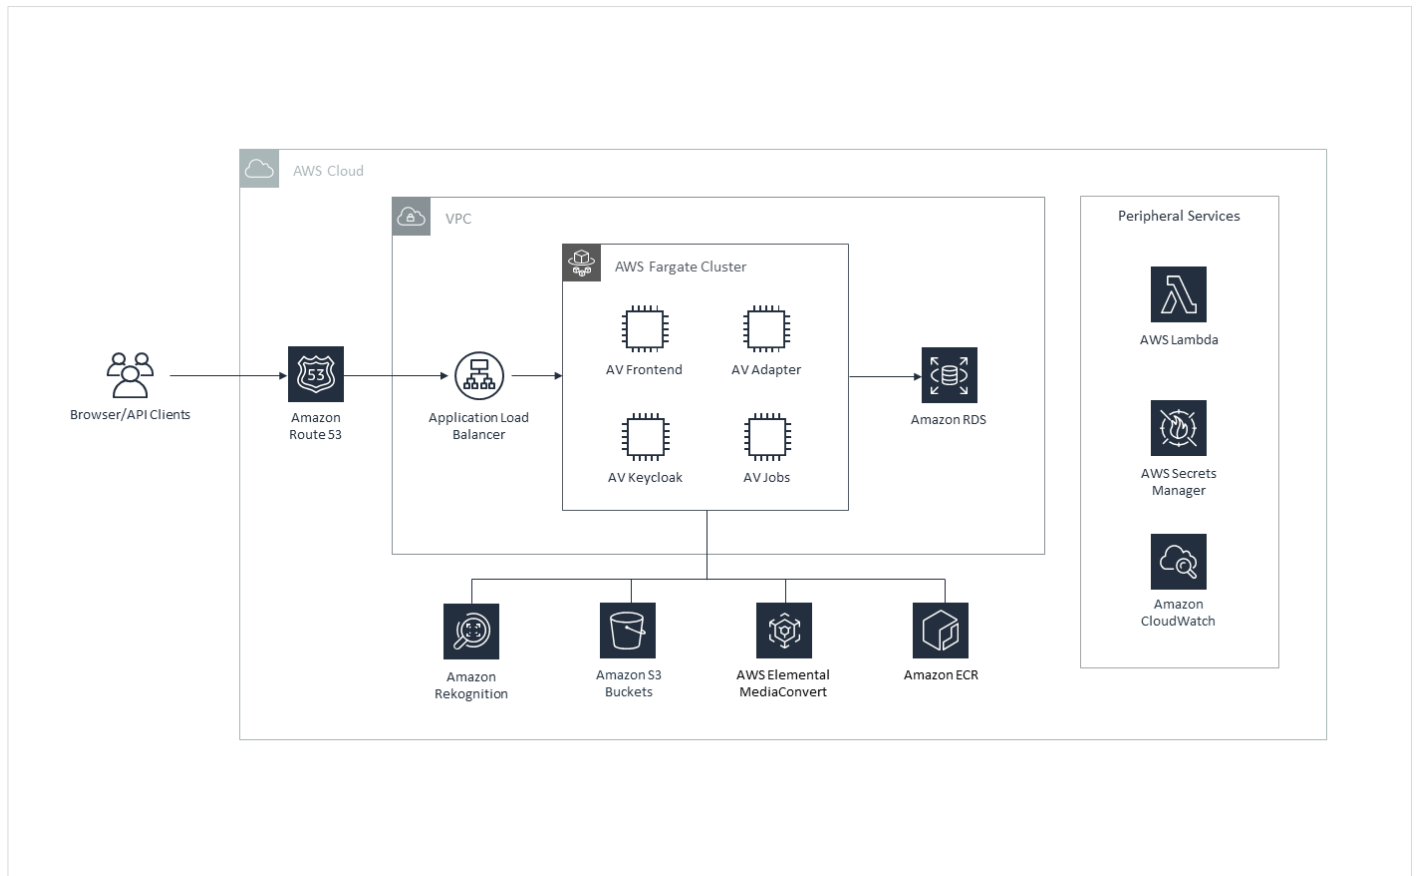 AWS Cloud
VPC
Peripheral Services
AWS Fargate Cluster
AWS Lambda
53
AV Frontend
AV Adapter
Browser/API Clients
Amazon
Route 53
Application Load
Balancer
Amazon RDS
AV Keycloak
AV Jobs
AWS Secrets
Manager
Amazon
CloudWatch
Amazon
Rekognition
Amazon S3
Buckets
AWS Elemental
MediaConvert
Amazon ECR